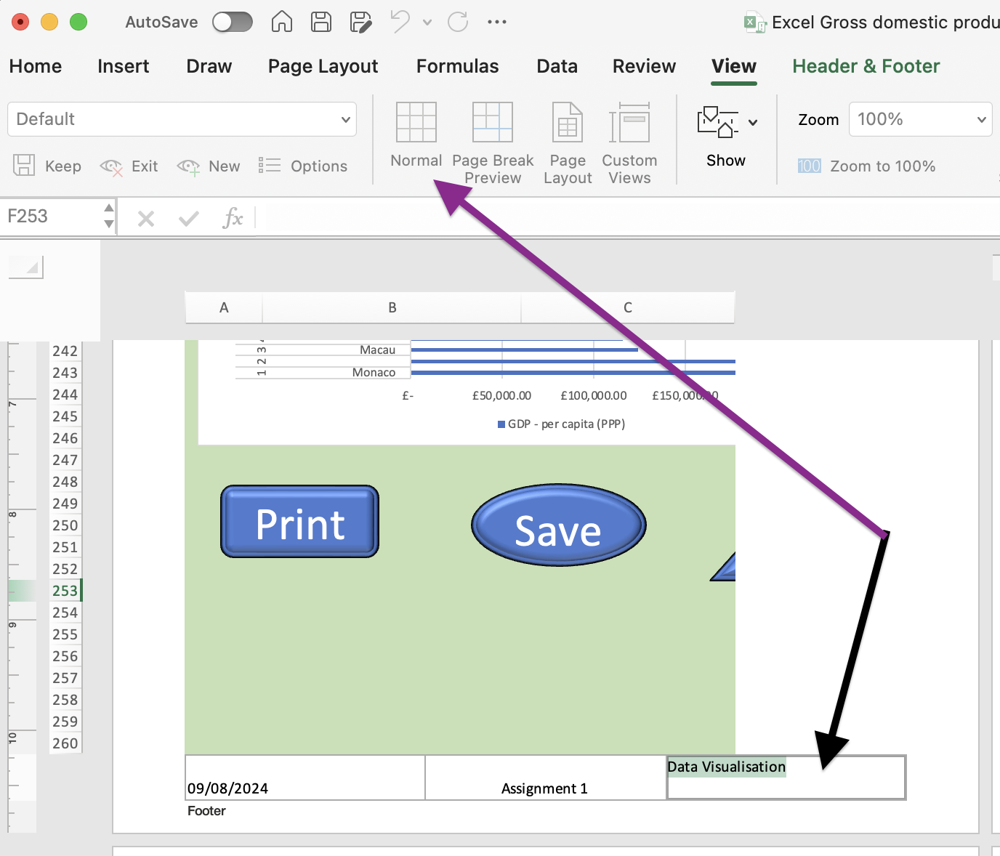 AutoSave
Excel Gross domestic produ
Home Insert Draw Page Layout Formulas Data Review View Header & Footer
Default
Keep Exit New Options
Normal
Page Break Preview
Page Layout
Custom Views
Show
Zoom 100%
100 Zoom to 100%
F253
fx
A B C
242
243
244
245
246
247
248
249
250
251
252
253
254
255
256
257
258
259
260
7
8
9
10
3 Macau
2
1 Monaco
£- £50,000.00 £100,000.00 £150,000.00
GDP - per capita (PPP)
Print
Save
Data Visualisation
09/08/2024 Assignment 1
Footer